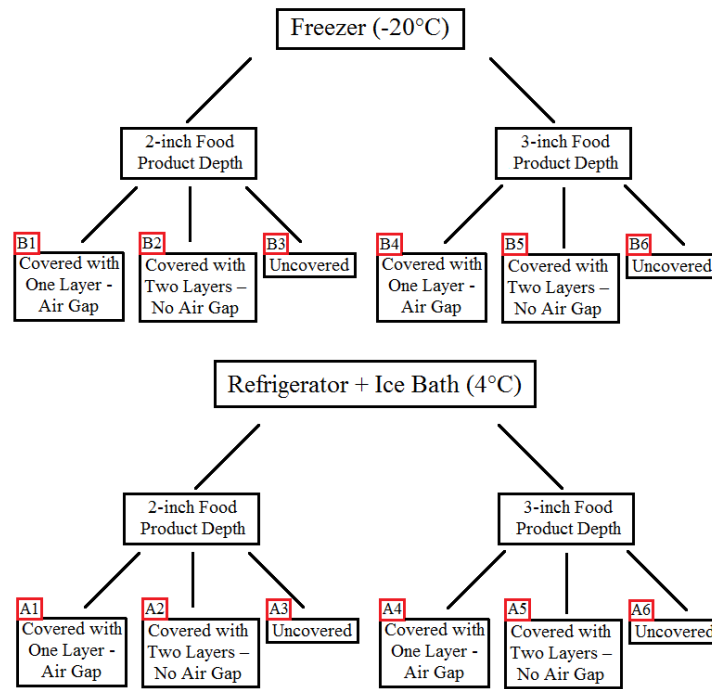 Freezer (-20°C)
2-inch Food
Product Depth
3-inch Food
Product Depth
B1
Covered with
One Layer -
Air Gap
B2
Covered with
Two Layers –
No Air Gap
B3
Uncovered
B4
Covered with
One Layer -
Air Gap
B5
Covered with
Two Layers –
No Air Gap
B6
Uncovered
Refrigerator + Ice Bath (4°C)
2-inch Food
Product Depth
3-inch Food
Product Depth
A1
Covered with
One Layer -
Air Gap
A2
Covered with
Two Layers –
No Air Gap
A3
Uncovered
A4
Covered with
One Layer -
Air Gap
A5
Covered with
Two Layers –
No Air Gap
A6
Uncovered